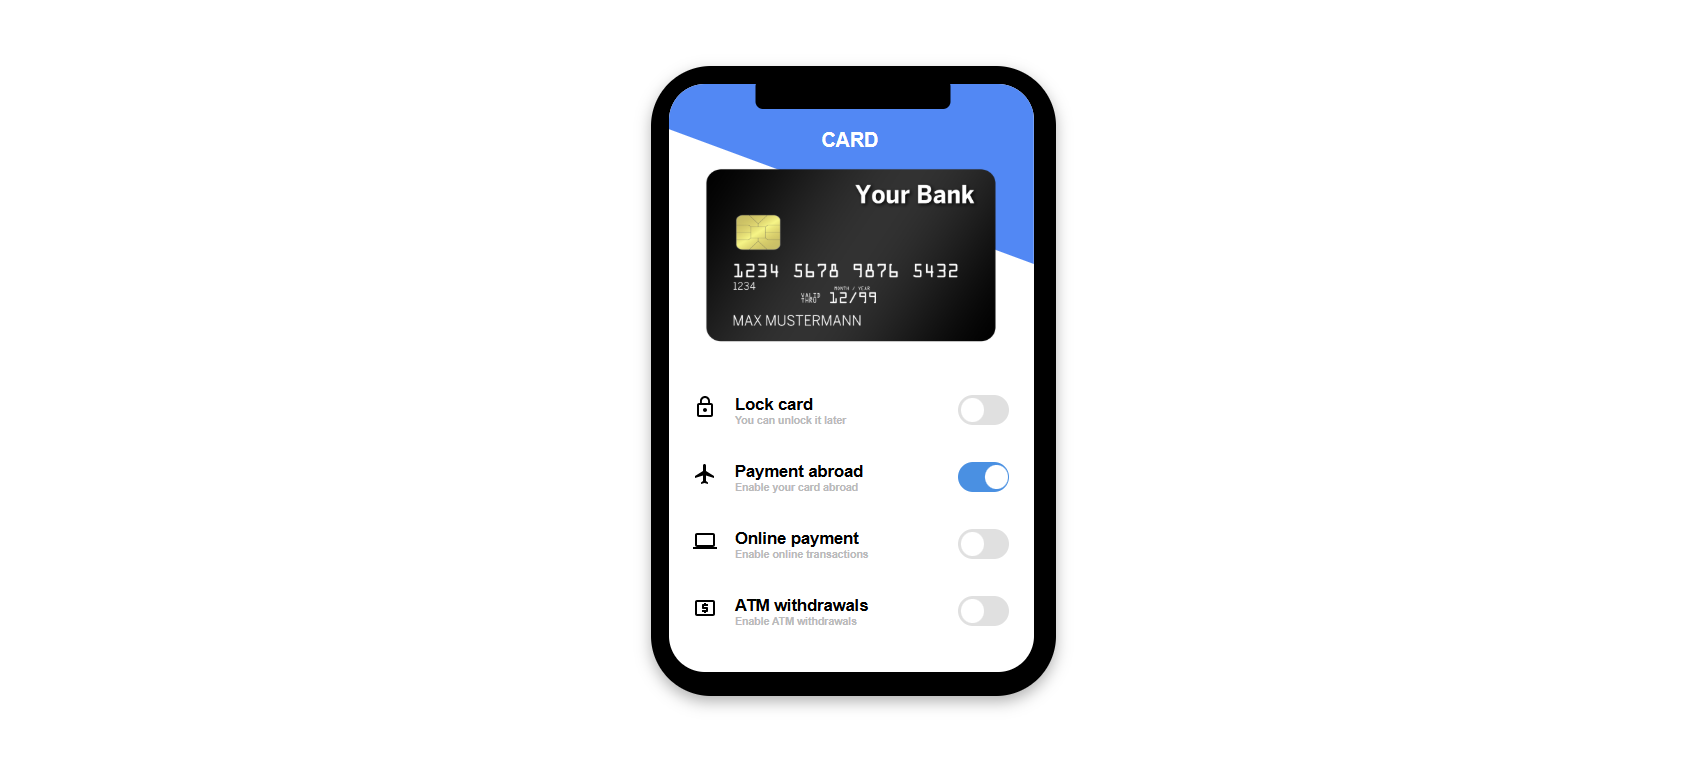 CARD
Your Bank
1234 5678 9876 5432
1234
MONTH / YEAR
VALID
THRU
12/99
MAX MUSTERMANN
Lock card
You can unlock it later
Payment abroad
Enable your card abroad
Online payment
Enable online transactions
ATM withdrawals
Enable ATM withdrawals